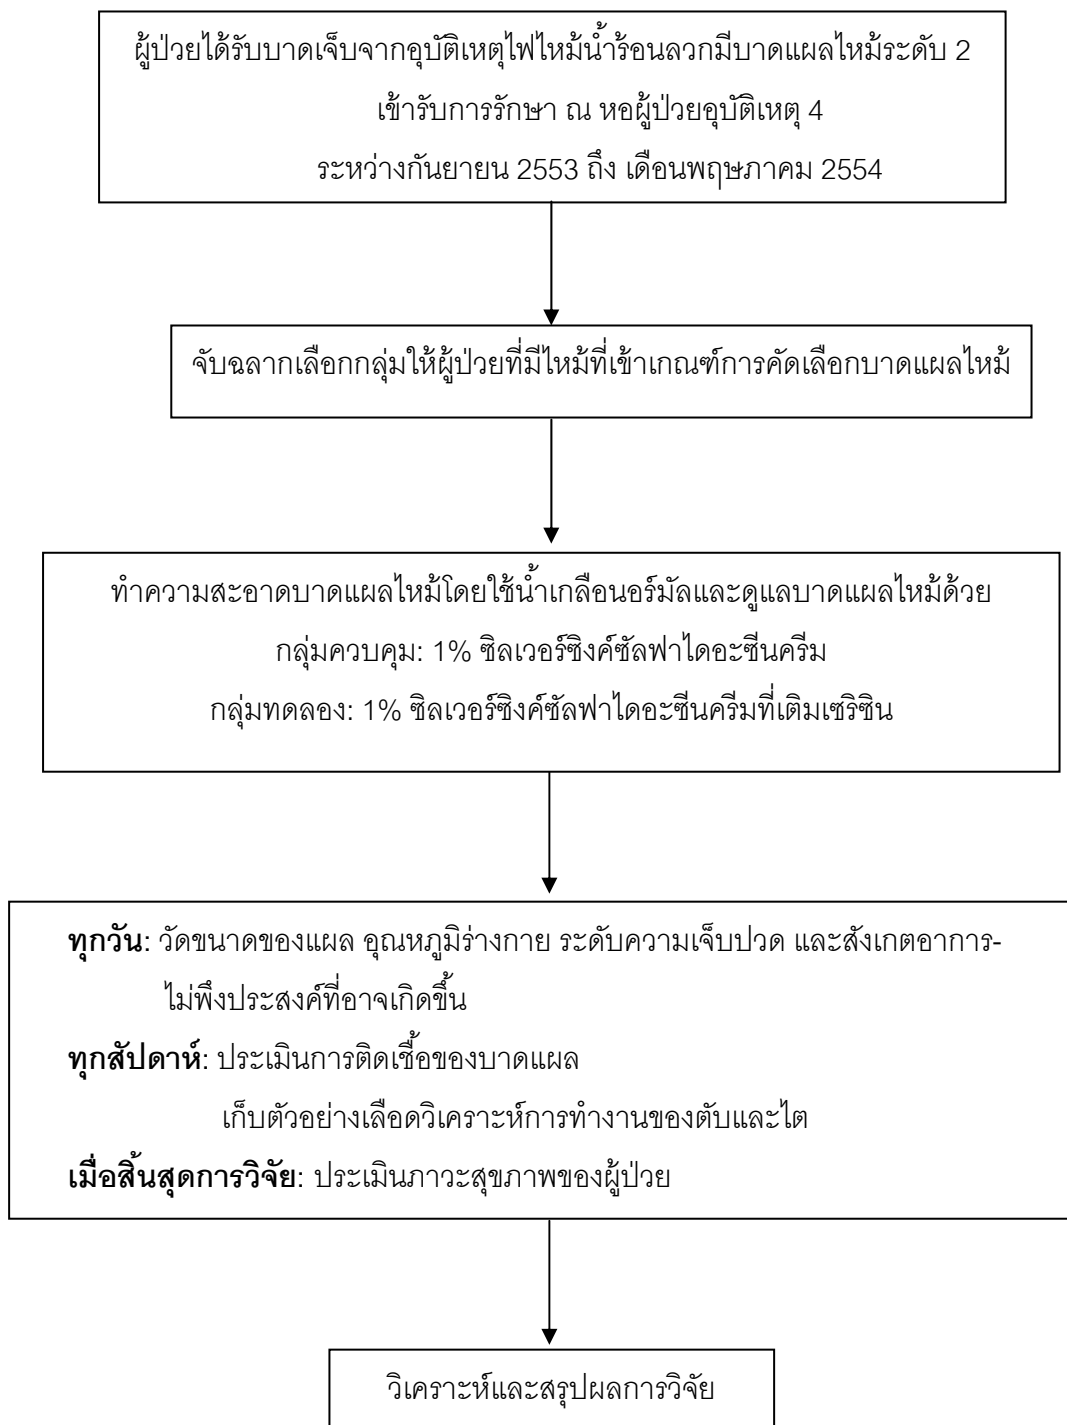 ผู้ป่วยได้รับบาดเจ็บจากอุบัติเหตุไฟไหม้น้ำร้อนลวกมีบาดแผลไหม้ระดับ 2
เข้ารับการรักษา ณ หอผู้ป่วยอุบัติเหตุ 4
ระหว่างกันยายน 2553 ถึง เดือนพฤษภาคม 2554
จับฉลากเลือกกลุ่มให้ผู้ป่วยที่มีไหม้ที่เข้าเกณฑ์การคัดเลือกบาดแผลไหม้
ทำความสะอาดบาดแผลไหม้โดยใช้น้ำเกลือนอร์มัลและดูแลบาดแผลไหม้ด้วย
กลุ่มควบคุม: 1% ซิลเวอร์ซิงค์ซัลฟาไดอะซีนครีม
กลุ่มทดลอง: 1% ซิลเวอร์ซิงค์ซัลฟาไดอะซีนครีมที่เติมเซริซิน
ทุกวัน: วัดขนาดของแผล อุณหภูมิร่างกาย ระดับความเจ็บปวด และสังเกตอาการ-
ไม่พึงประสงค์ที่อาจเกิดขึ้น
ทุกสัปดาห์: ประเมินการติดเชื้อของบาดแผล
เก็บตัวอย่างเลือดวิเคราะห์การทำงานของตับและไต
เมื่อสิ้นสุดการวิจัย: ประเมินภาวะสุขภาพของผู้ป่วย
วิเคราะห์และสรุปผลการวิจัย